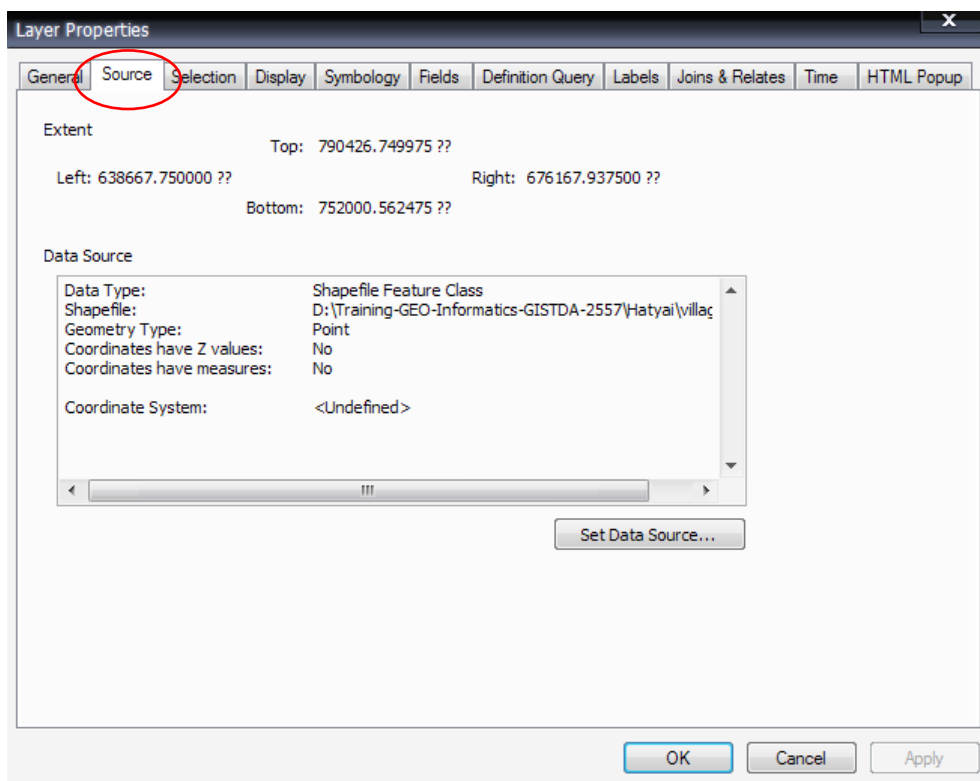 Layer Properties
x
General Source Selection Display Symbology Fields Definition Query Labels Joins & Relates Time HTML Popup
Extent
Top: 790426.749975 ??
Left: 638667.750000 ?? Right: 676167.937500 ??
Bottom: 752000.562475 ??
Data Source
Data Type: Shapefile Feature Class
Shapefile: D:\Training-GEO-Informatics-GISTDA-2557\Hatyai\villag
Geometry Type: Point
Coordinates have Z values: No
Coordinates have measures: No
Coordinate System: <Undefined>
Set Data Source...
OK Cancel Apply